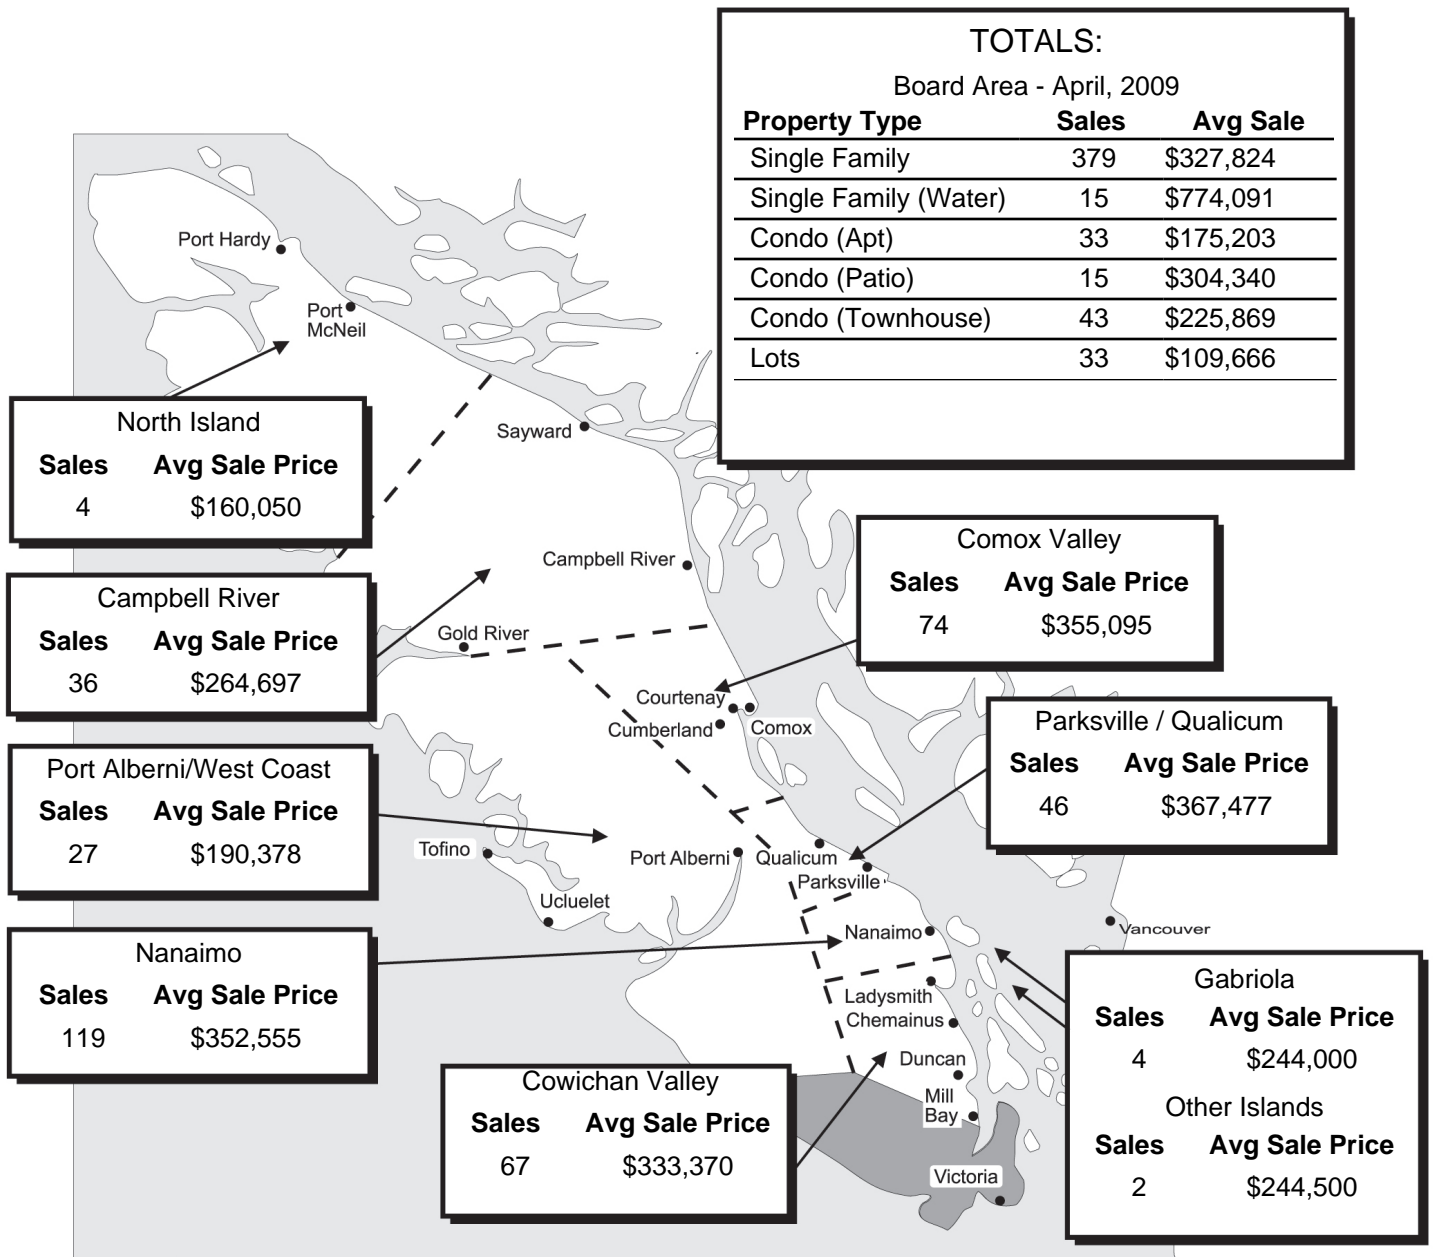 TOTALS:
Board Area - April, 2009
Property Type Sales Avg Sale
Single Family 379 $327,824
Single Family (Water) 15 $774,091
Condo (Apt) 33 $175,203
Condo (Patio) 15 $304,340
Condo (Townhouse) 43 $225,869
Lots 33 $109,666
Port Hardy
Port
McNeil
North Island
Sales Avg Sale Price
4 $160,050
Sayward
Campbell River
Comox Valley
Sales Avg Sale Price
74 $355,095
Campbell River
Sales Avg Sale Price
36 $264,697
Gold River
Courtenay
Cumberland
Comox
Parksville / Qualicum
Sales Avg Sale Price
46 $367,477
Port Alberni/West Coast
Sales Avg Sale Price
27 $190,378
Tofino
Port Alberni
Qualicum
Parksville
Ucluelet
Nanaimo
Vancouver
Nanaimo
Sales Avg Sale Price
119 $352,555
Ladysmith
Chemainus
Duncan
Mill
Bay
Gabriola
Sales Avg Sale Price
4 $244,000
Other Islands
Sales Avg Sale Price
2 $244,500
Cowichan Valley
Sales Avg Sale Price
67 $333,370
Victoria